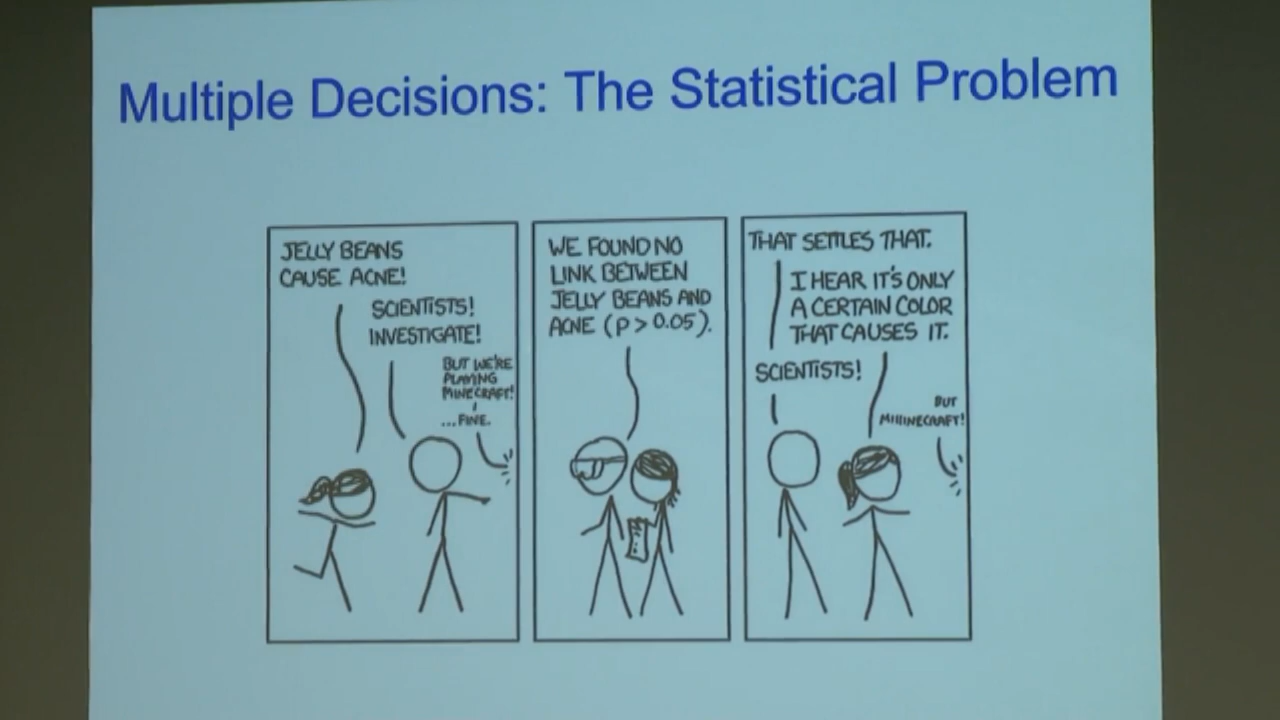 Multiple Decisions: The Statistical Problem
JELLY BEANS
CAUSE ACNE!
SCIENTISTS!
INVESTIGATE!
BUT WE'RE
PLAYING
MINECRAFT!
...FINE.
WE FOUND NO
LINK BETWEEN
JELLY BEANS AND
ACNE (P > 0.05).
THAT SETTLES THAT.
I HEAR IT'S ONLY
A CERTAIN COLOR
THAT CAUSES IT.
SCIENTISTS!
BUT
MIIINECRAFT!